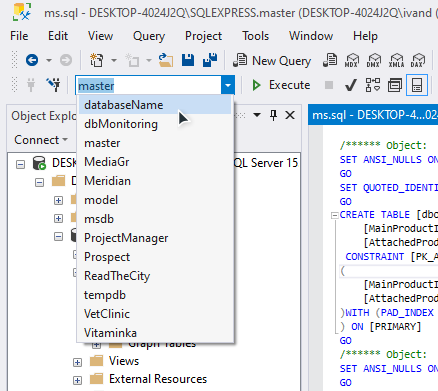 ms.sql - DESKTOP-4024J2Q\SQLEXPRESS.master (DESKTOP-4024J2Q\ivand (
File Edit View Query Project Tools Window Help
New Query MDX DMX XMLA DAX
master
Execute
databaseName
dbMonitoring
master
MediaGr
Meridian
model
msdb
ProjectManager
Prospect
ReadTheCity
tempdb
VetClinic
Vitaminka
Object Explo
Connect
DESK
QL Server 15
D
Graph Tables
Views
External Resources
ms.sql - DESKTOP-4...024
/****** Object:
SET ANSI_NULLS ON
GO
SET QUOTED_IDENTI
GO
CREATE TABLE [dbo
[MainProductI
[AttachedProd
CONSTRAINT [PK_A
(
[MainProductI
[AttachedProd
)WITH (PAD_INDEX
) ON [PRIMARY]
GO
/****** Object:
SET ANSI_NULLS ON
GO